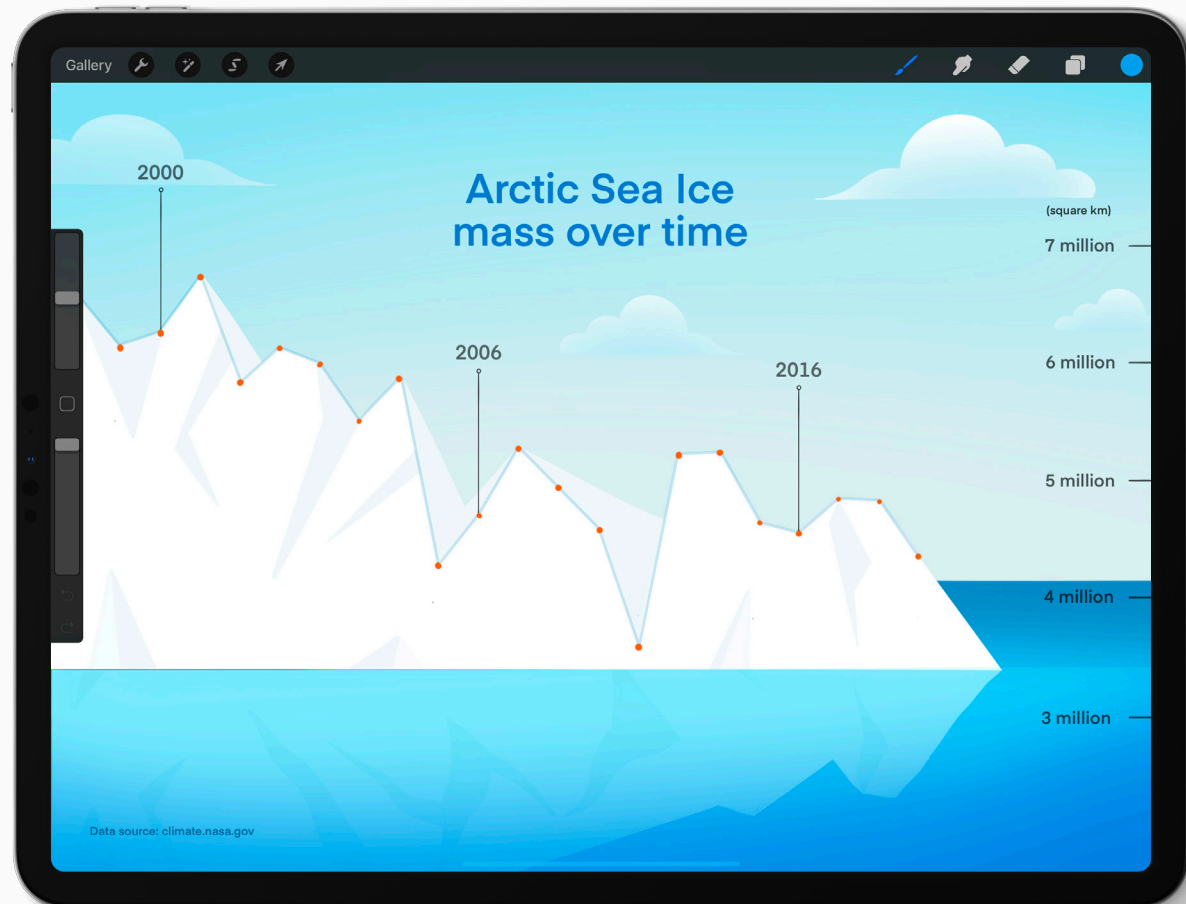 Gallery
2000
Arctic Sea Ice
mass over time
(square km)
7 million
2006
6 million
2016
5 million
4 million
3 million
Data source: climate.nasa.gov